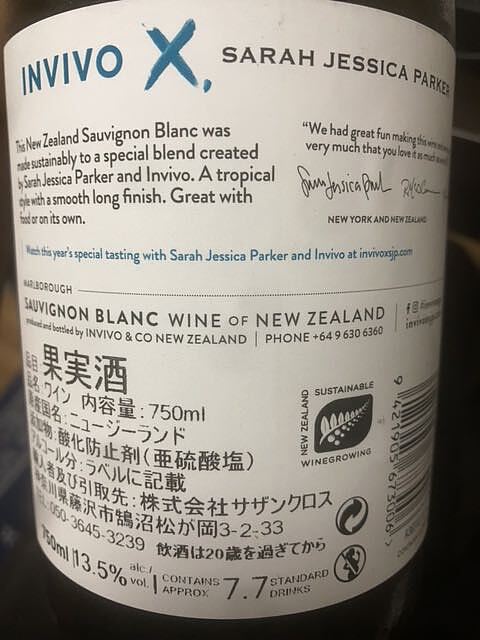 INVIVO X, SARAH JESSICA PARKER
This New Zealand Sauvignon Blanc was
made sustainably to a special blend created
by Sarah Jessica Parker and Invivo. A tropical
style with a smooth long finish. Great with
food or on its own.
"We had great fun making this wine
very much that you love it as much
NEW YORK AND NEW ZEALAND
Watch this year's special tasting with Sarah Jessica Parker and Invivo at invivoxsjp.com
MARLBOROUGH
SAUVIGNON BLANC WINE OF NEW ZEALAND
produced and bottled by INVIVO & CO NEW ZEALAND | PHONE +64 9 630 6360
品目 果実酒
品名:ワイン 内容量:750ml
原産国名:ニュージーランド
添加物:酸化防止剤(亜硫酸塩)
アルコール分:ラベルに記載
輸入者及び引取先:株式会社サザンクロス
神奈川県藤沢市鵠沼松が岡3-2-33
TEL:050-3645-3239 飲酒は20歳を過ぎてから
NEW ZEALAND
SUSTAINABLE
WINEGROWING
9 421905 673006
750ml | 13.5% alc./vol. | CONTAINS APPROX 7.7 STANDARD DRINKS